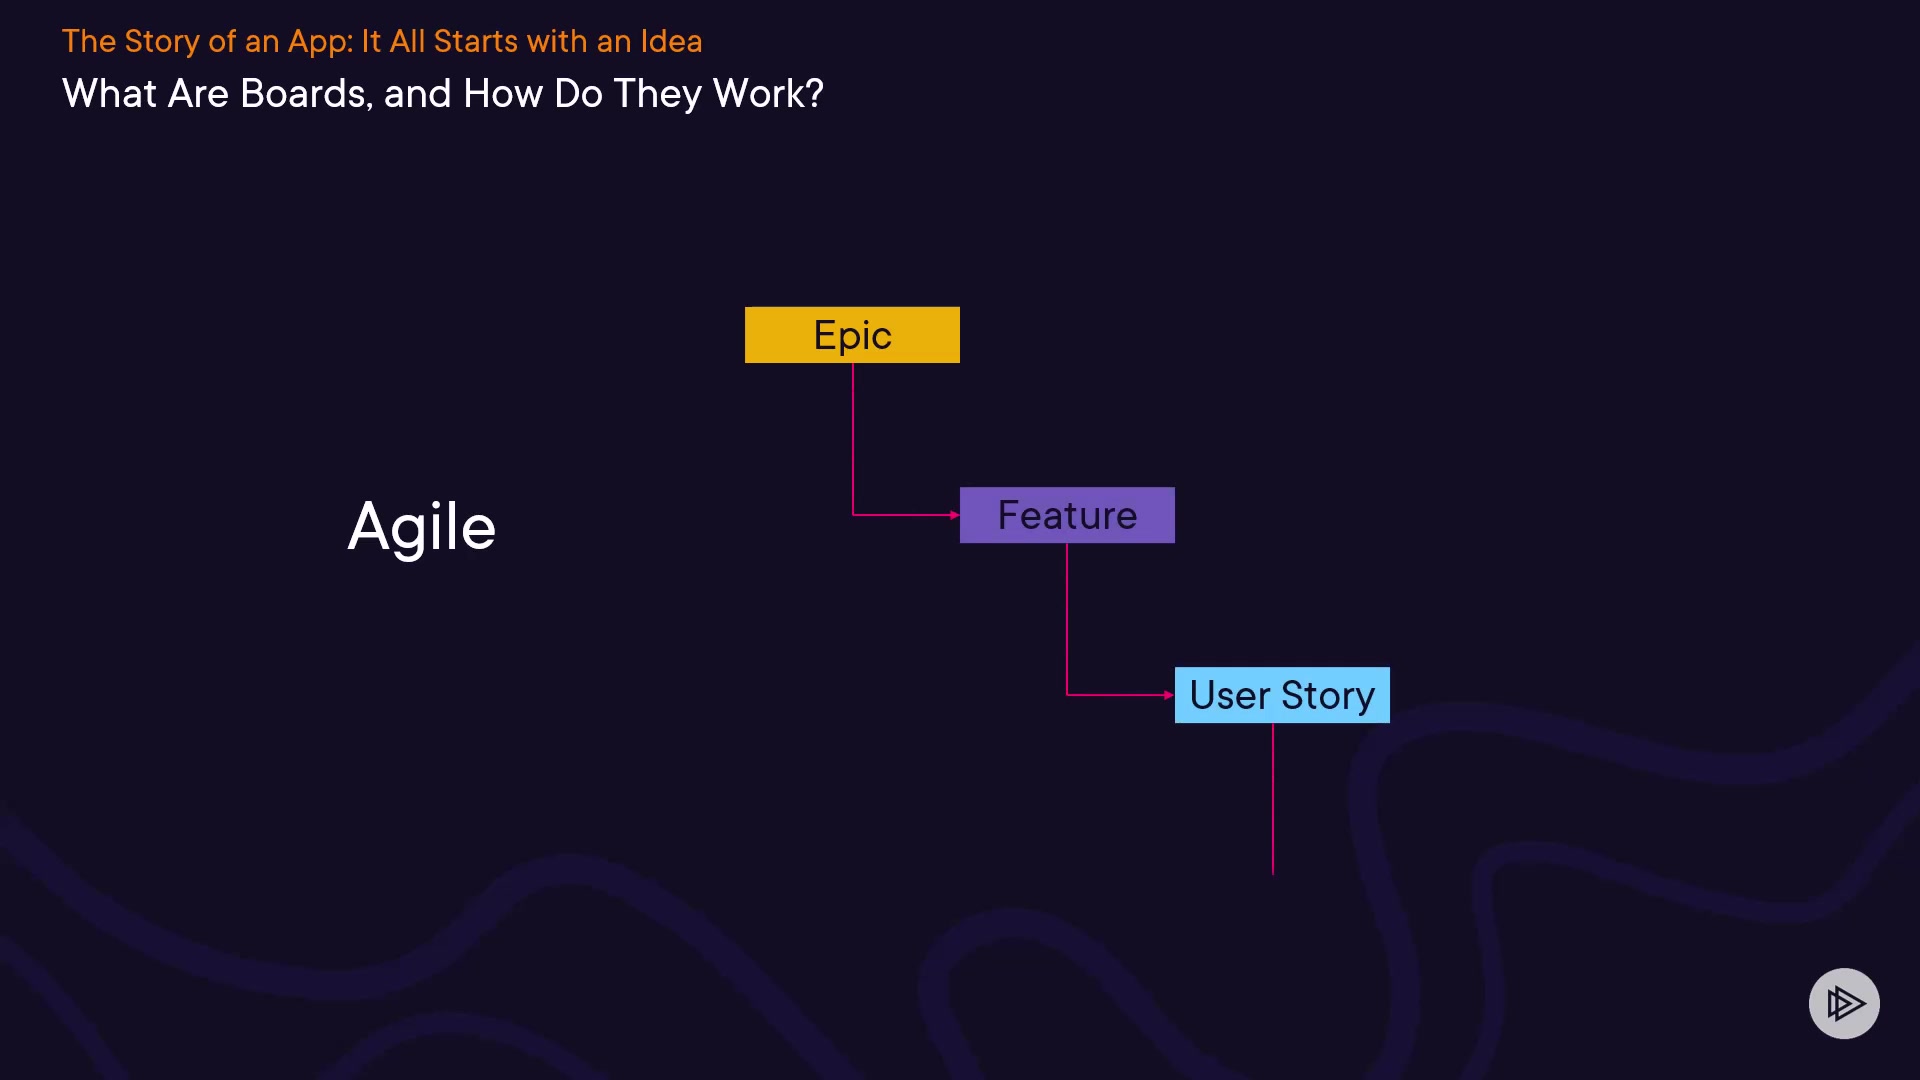 The Story of an App: It All Starts with an Idea
What Are Boards, and How Do They Work?
Epic
Agile
Feature
User Story